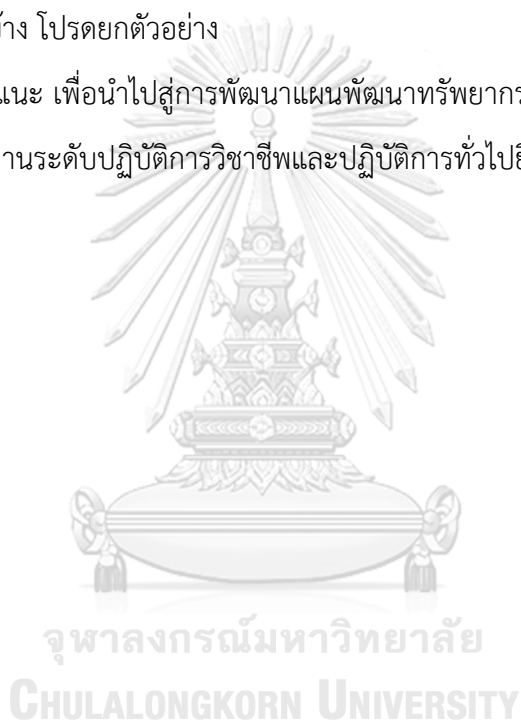 ้าง โปรดยกตัวอย่าง
แนะ เพื่อนำไปสู่การพัฒนาแผนพัฒนาทรัพยากร
านระดับปฏิบัติการวิชาชีพและปฏิบัติการทั่วไป
จุฬาลงกรณ์มหาวิทยาลัย
CHULALONGKORN UNIVERSITY